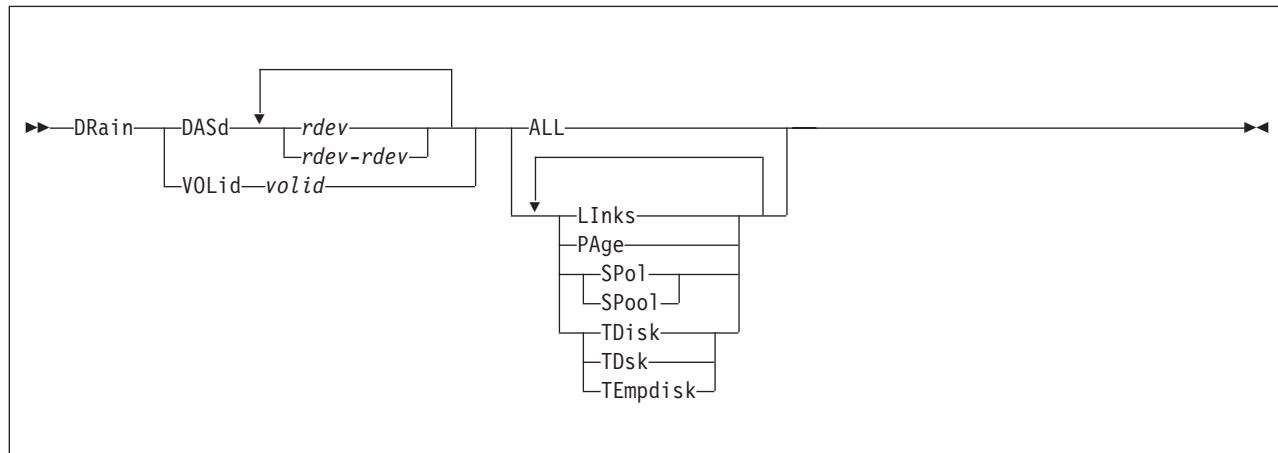 DRain DASd rdev ALL
rdev-rdev
VOLid volid
LInks
PAge
SPol
SPool
TDisk
TDsk
TEmpdisk